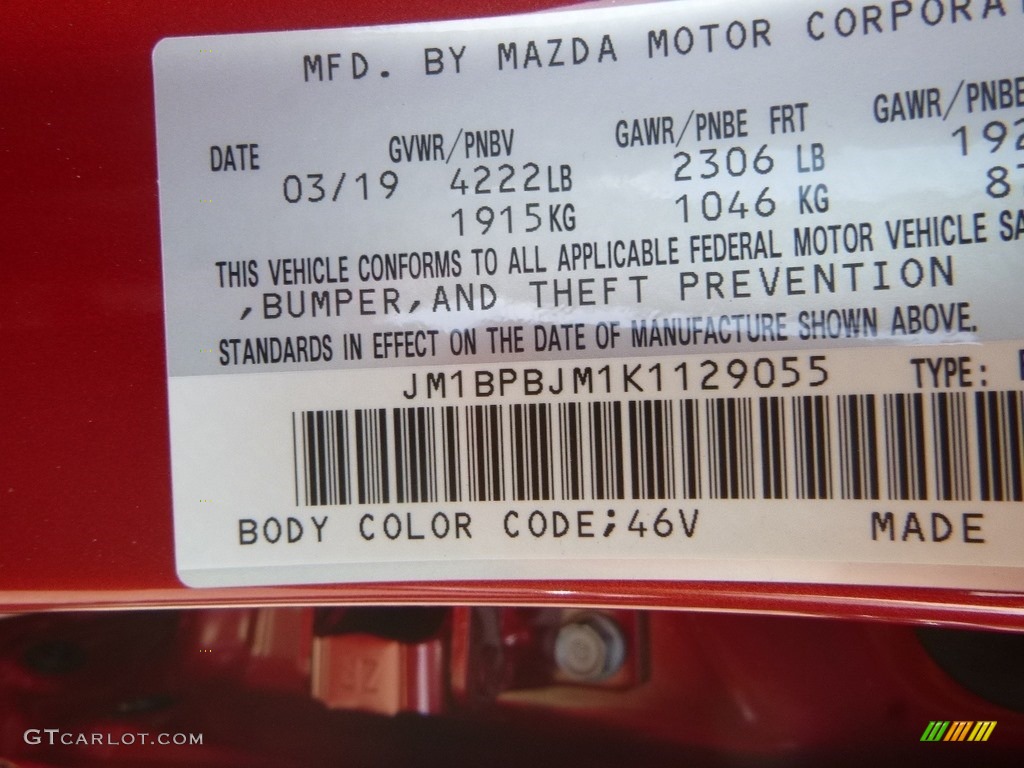 MFD. BY MAZDA MOTOR CORPORA
DATE GVWR/PNBV GAWR/PNBE FRT GAWR/PNBE
03/19 4222LB 2306 LB 192
1915KG 1046 KG 87
THIS VEHICLE CONFORMS TO ALL APPLICABLE FEDERAL MOTOR VEHICLE SA
,BUMPER,AND THEFT PREVENTION
STANDARDS IN EFFECT ON THE DATE OF MANUFACTURE SHOWN ABOVE.
JM1BPBJM1K1129055 TYPE:
BODY COLOR CODE;46V MADE
GTCARLOT.COM